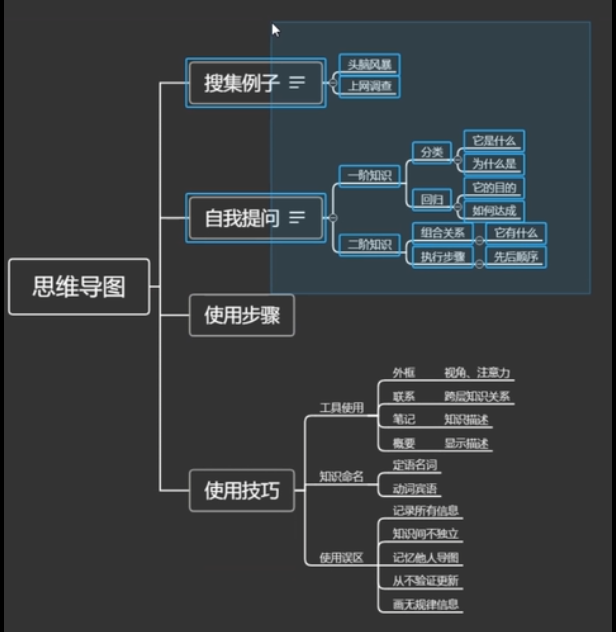 思维导图
搜集例子
头脑风暴
上网调查
自我提问
一阶知识
分类
它是什么
为什么是
回归
它的目的
如何达成
二阶知识
组合关系
它有什么
执行步骤
先后顺序
使用步骤
使用技巧
工具使用
外框 视角、注意力
联系 跨层知识关系
笔记 知识描述
概要 显示描述
知识命名
定语名词
动词宾语
使用误区
记录所有信息
知识间不独立
记忆他人导图
从不验证更新
画无规律信息